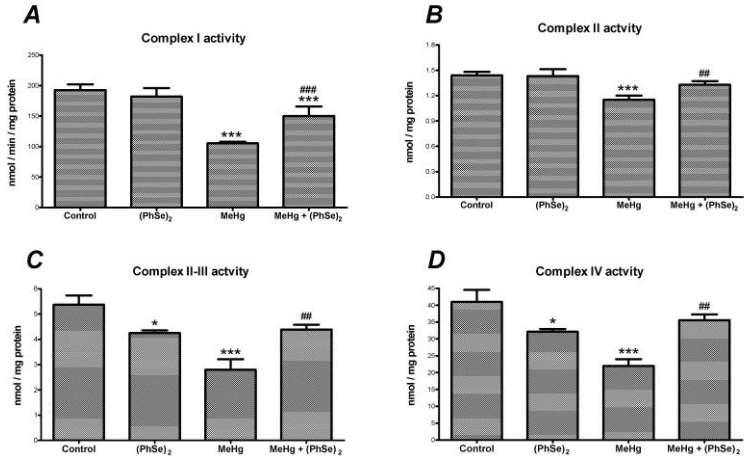 A
Complex I activity
nmol / min / mg protein
250
200
150
100
50
0
***
###
***
Control
(PhSe)2
MeHg
MeHg + (PhSe)2
B
Complex II activity
nmol / mg protein
1.8
1.5
1.2
0.9
0.6
0.3
0.0
***
##
Control
(PhSe)2
MeHg
MeHg + (PhSe)2
C
Complex II-III activity
nmol / mg protein
6
5
4
3
2
1
0
*
***
##
Control
(PhSe)2
MeHg
MeHg + (PhSe)2
D
Complex IV activity
nmol / mg protein
45
40
35
30
25
20
15
10
5
0
*
***
##
Control
(PhSe)2
MeHg
MeHg + (PhSe)2